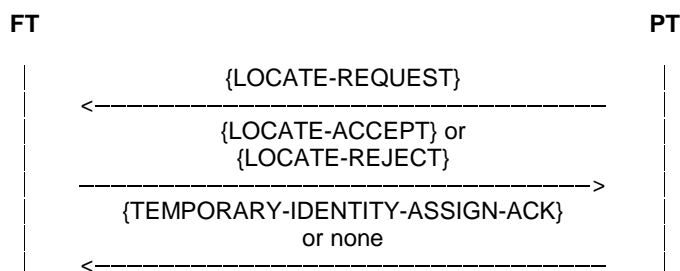 FT PT
{LOCATE-REQUEST}
{LOCATE-ACCEPT} or
{LOCATE-REJECT}
{TEMPORARY-IDENTITY-ASSIGN-ACK}
or none